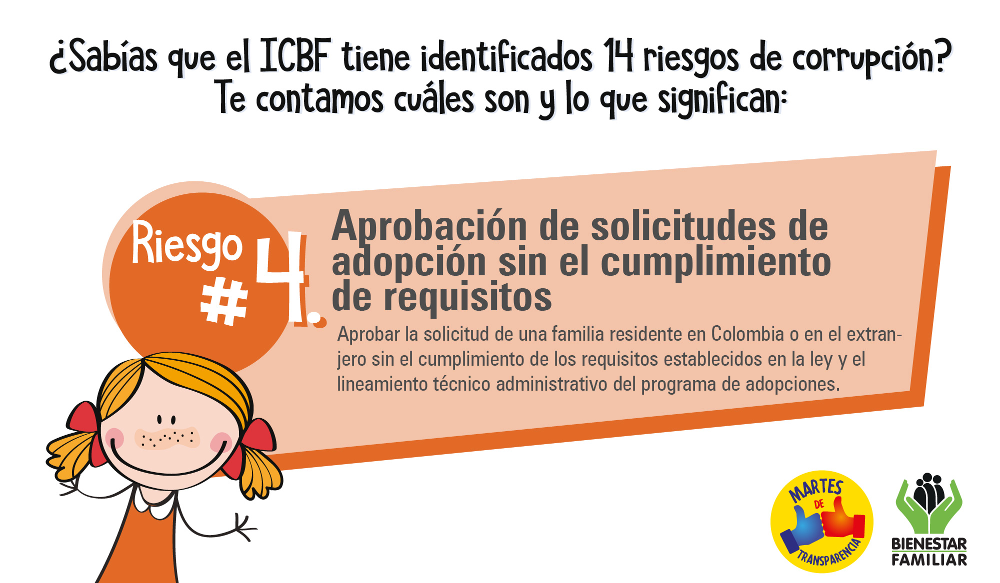 ¿Sabías que el ICBF tiene identificados 14 riesgos de corrupción?
Te contamos cuáles son y lo que significan:
Riesgo
#4.
Aprobación de solicitudes de
adopción sin el cumplimiento
de requisitos
Aprobar la solicitud de una familia residente en Colombia o en el extran-
jero sin el cumplimiento de los requisitos establecidos en la ley y el
lineamiento técnico administrativo del programa de adopciones.
MARTES
DE
TRANSPARENCIA
BIENESTAR
FAMILIAR